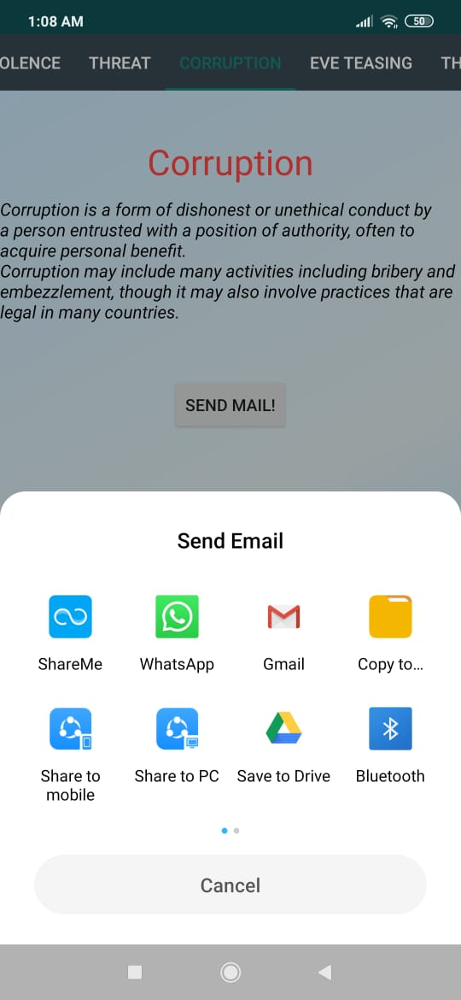 1:08 AM
50
OLENCE THREAT CORRUPTION EVE TEASING TH
Corruption
Corruption is a form of dishonest or unethical conduct by
a person entrusted with a position of authority, often to
acquire personal benefit.
Corruption may include many activities including bribery and
embezzlement, though it may also involve practices that are
legal in many countries.
SEND MAIL!
Send Email
ShareMe WhatsApp Gmail Copy to...
Share to Share to PC Save to Drive Bluetooth
mobile
Cancel